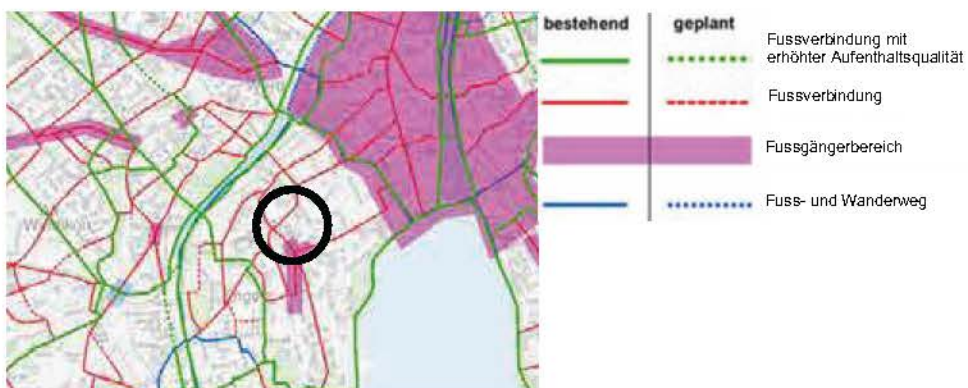 bestehend
geplant
Fussverbindung mit
erhöhter Aufenthaltsqualität
Fussverbindung
Fussgängerbereich
Fuss- und Wanderweg